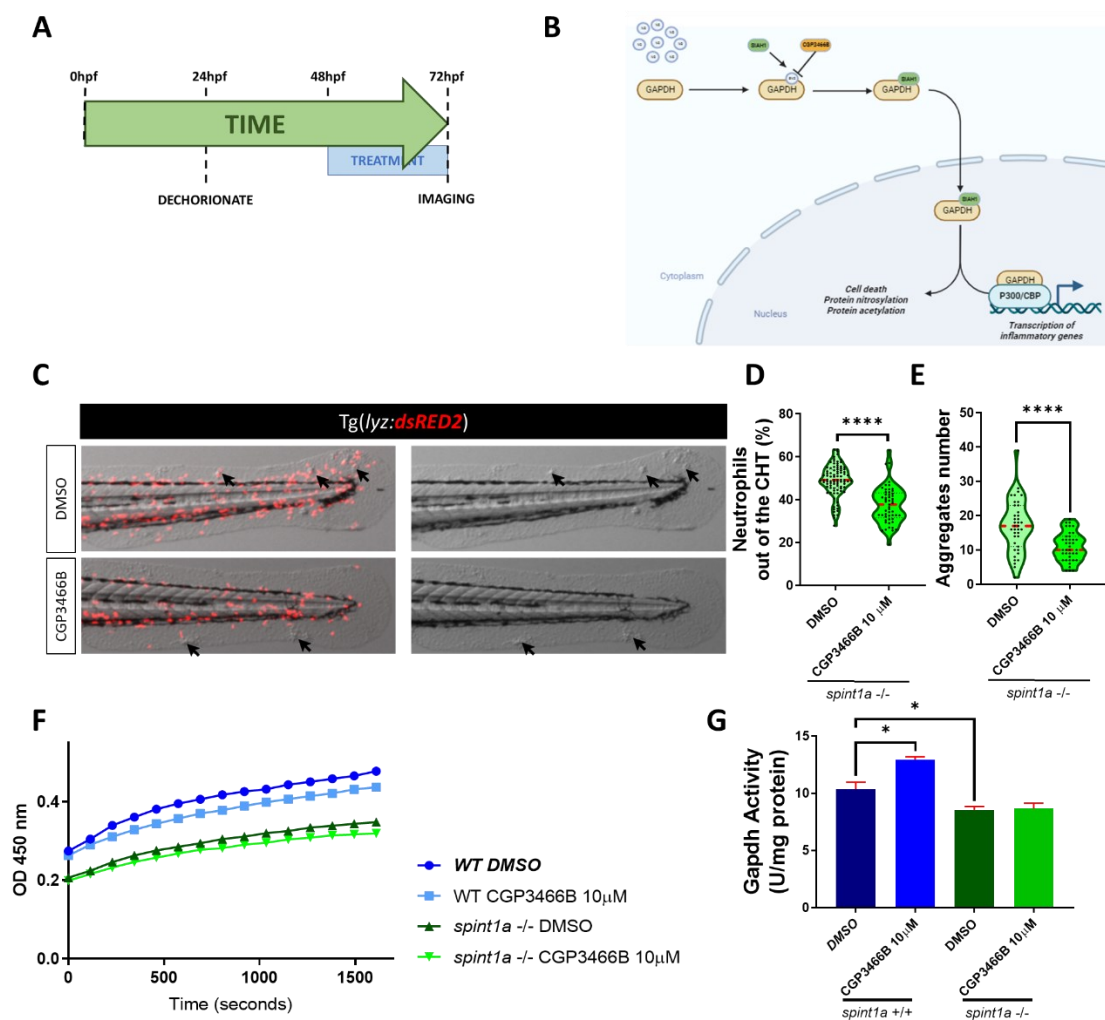 A
0hpf
24hpf
48hpf
72hpf
TIME
TREATMENT
DECHORIONATE
IMAGING
B
SIAH1
CGP3466B
GAPDH
GAPDH
SIAH1
GAPDH
SIAH1
GAPDH
Cytoplasm
Nucleus
Cell death
Protein nitrosylation
Protein acetylation
GAPDH
P300/CBP
Transcription of
inflammatory genes
C
Tg(lyz:dsRED2)
DMSO
CGP3466B
D
Neutrophils
out of the CHT (%)
80
60
40
20
0
****
DMSO
CGP3466B 10 μM
spint1a -/-
E
Aggregates number
50
40
30
20
10
0
****
DMSO
CGP3466B 10 μM
spint1a -/-
F
OD 450 nm
0.4
0.2
0.0
0
500
1000
1500
Time (seconds)
WT DMSO
WT CGP3466B 10μM
spint1a -/- DMSO
spint1a -/- CGP3466B 10μM
G
Gapdh Activity
(U/mg protein)
15
10
5
0
*
*
DMSO
CGP3466B 10μM
DMSO
CGP3466B 10μM
spint1a +/+
spint1a -/-